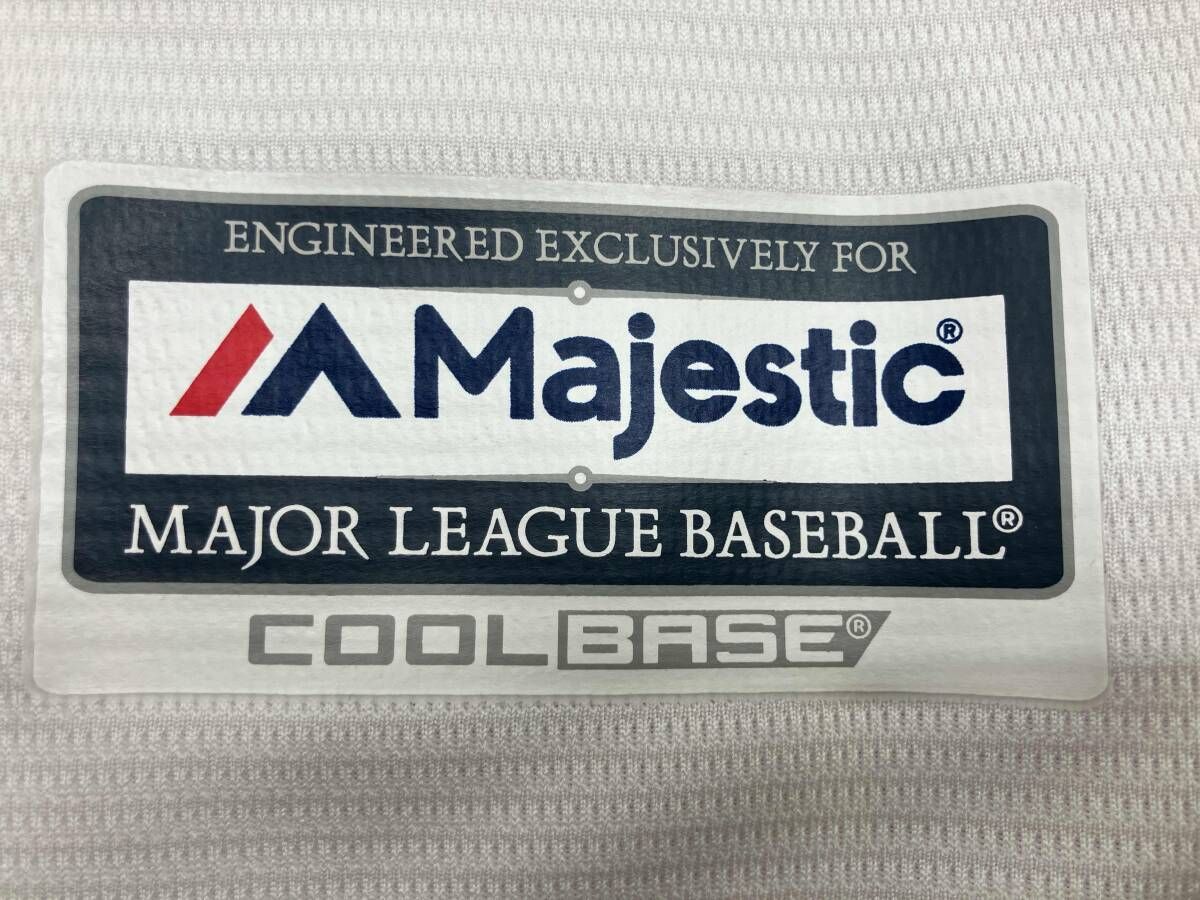 ENGINEERED EXCLUSIVELY FOR
Majestic®
MAJOR LEAGUE BASEBALL®
COOLBASE®